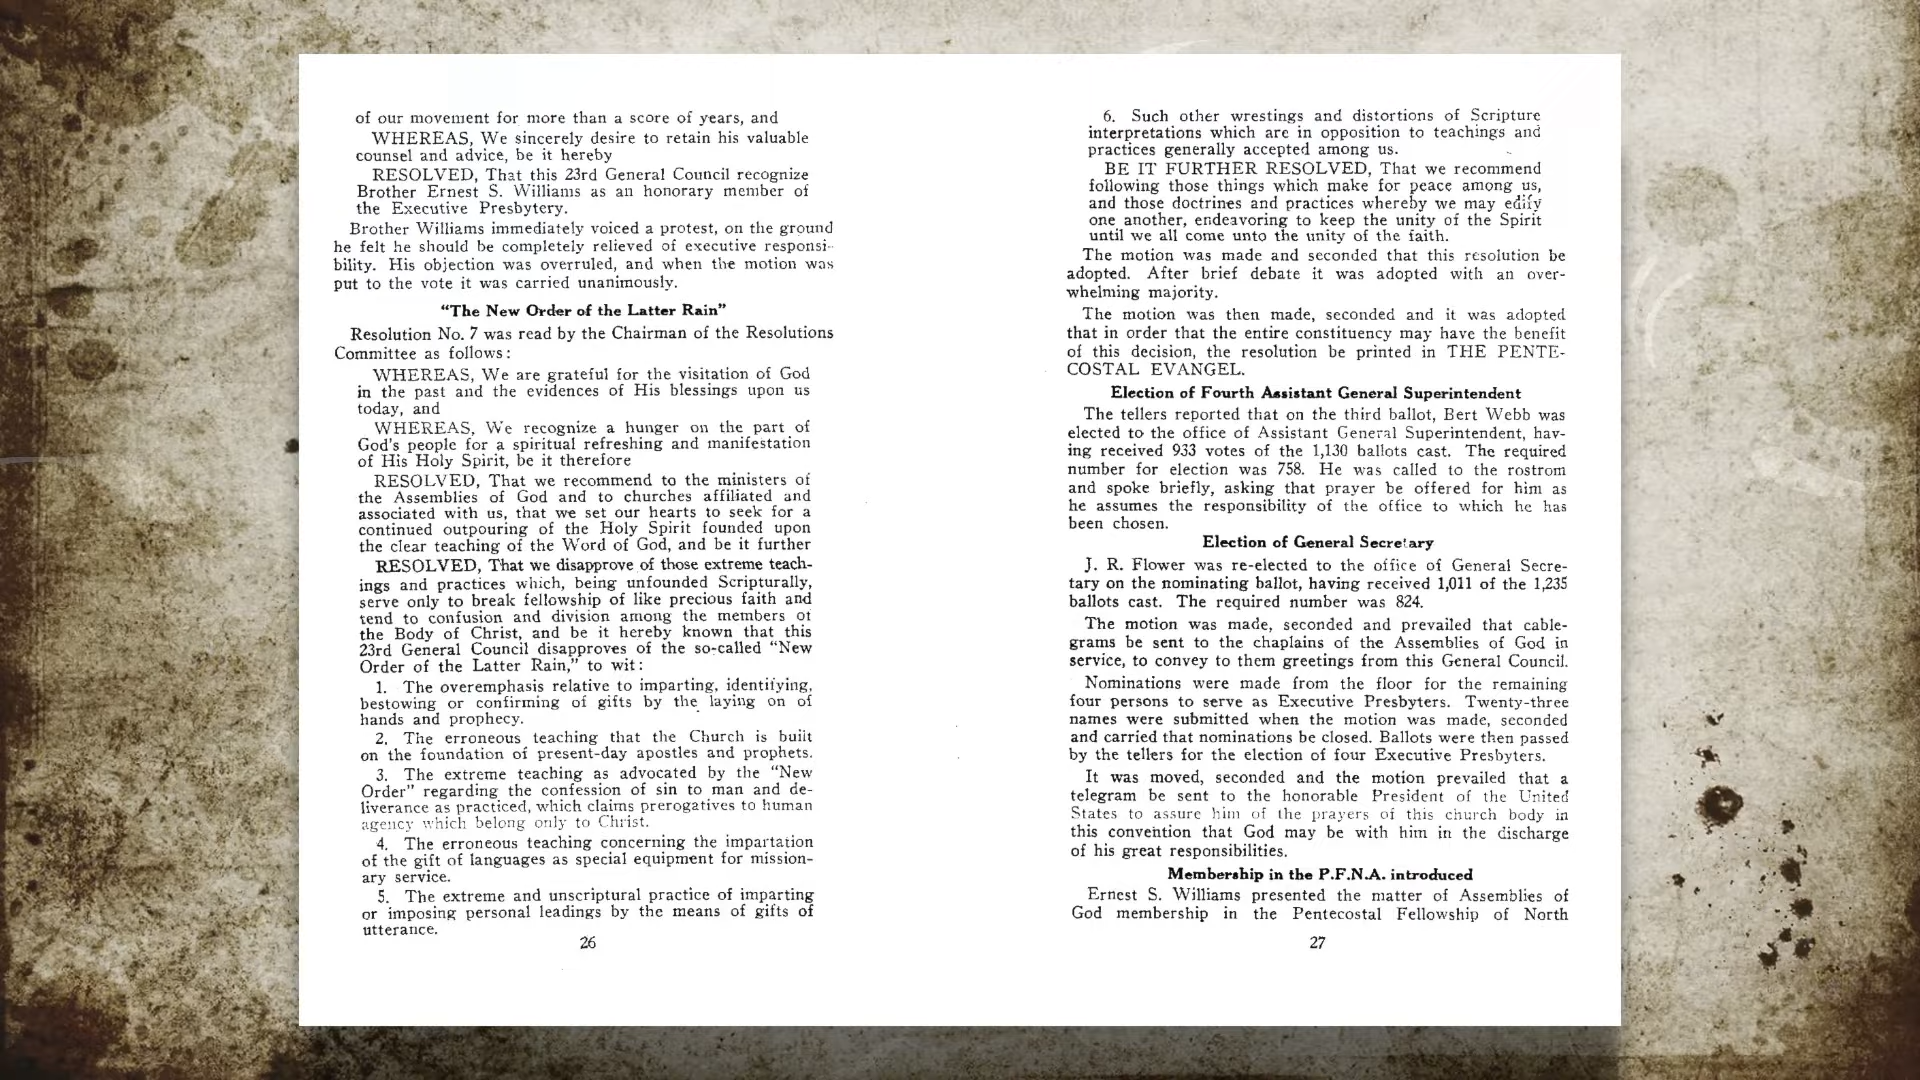 of our movement for more than a score of years, and
WHEREAS, We sincerely desire to retain his valuable
counsel and advice, be it hereby
RESOLVED, That this 23rd General Council recognize
Brother Ernest S. Williams as an honorary member of
the Executive Presbytery.
Brother Williams immediately voiced a protest, on the ground
he felt he should be completely relieved of executive responsi-
bility. His objection was overruled, and when the motion was
put to the vote it was carried unanimously.
"The New Order of the Latter Rain"
Resolution No. 7 was read by the Chairman of the Resolutions
Committee as follows:
WHEREAS, We are grateful for the visitation of God
in the past and the evidences of His blessings upon us
today, and
WHEREAS, We recognize a hunger on the part of
God's people for a spiritual refreshing and manifestation
of His Holy Spirit, be it therefore
RESOLVED, That we recommend to the ministers of
the Assemblies of God and to churches affiliated and
associated with us, that we set our hearts to seek for a
continued outpouring of the Holy Spirit founded upon
the clear teaching of the Word of God, and be it further
RESOLVED, That we disapprove of those extreme teach-
ings and practices which, being unfounded Scripturally,
serve only to break fellowship of like precious faith and
tend to confusion and division among the members of
the Body of Christ, and be it hereby known that this
23rd General Council disapproves of the so-called "New
Order of the Latter Rain," to wit:
1. The overemphasis relative to imparting, identifying,
bestowing or confirming of gifts by the laying on of
hands and prophecy.
2. The erroneous teaching that the Church is built
on the foundation of present-day apostles and prophets.
3. The extreme teaching as advocated by the "New
Order" regarding the confession of sin to man and de-
liverance as practiced, which claims prerogatives to human
agency which belong only to Christ.
4. The erroneous teaching concerning the impartation
of the gift of languages as special equipment for mission-
ary service.
5. The extreme and unscriptural practice of imparting
or imposing personal leadings by the means of gifts of
utterance.
26
6. Such other wrestings and distortions of Scripture
interpretations which are in opposition to teachings and
practices generally accepted among us.
BE IT FURTHER RESOLVED, That we recommend
following those things which make for peace among us,
and those doctrines and practices whereby we may edify
one another, endeavoring to keep the unity of the Spirit
until we all come unto the unity of the faith.
The motion was made and seconded that this resolution be
adopted. After brief debate it was adopted with an over-
whelming majority.
The motion was then made, seconded and it was adopted
that in order that the entire constituency may have the benefit
of this decision, the resolution be printed in THE PENTE-
COSTAL EVANGEL.
Election of Fourth Assistant General Superintendent
The tellers reported that on the third ballot, Bert Webb was
elected to the office of Assistant General Superintendent, hav-
ing received 933 votes of the 1,130 ballots cast. The required
number for election was 758. He was called to the rostrom
and spoke briefly, asking that prayer be offered for him as
he assumes the responsibility of the office to which he has
been chosen.
Election of General Secretary
J. R. Flower was re-elected to the office of General Secre-
tary on the nominating ballot, having received 1,011 of the 1,235
ballots cast. The required number was 824.
The motion was made, seconded and prevailed that cable-
grams be sent to the chaplains of the Assemblies of God in
service, to convey to them greetings from this General Council.
Nominations were made from the floor for the remaining
four persons to serve as Executive Presbyters. Twenty-three
names were submitted when the motion was made, seconded
and carried that nominations be closed. Ballots were then passed
by the tellers for the election of four Executive Presbyters.
It was moved, seconded and the motion prevailed that a
telegram be sent to the honorable President of the United
States to assure him of the prayers of this church body in
this convention that God may be with him in the discharge
of his great responsibilities.
Membership in the P.F.N.A. introduced
Ernest S. Williams presented the matter of Assemblies of
God membership in the Pentecostal Fellowship of North
27